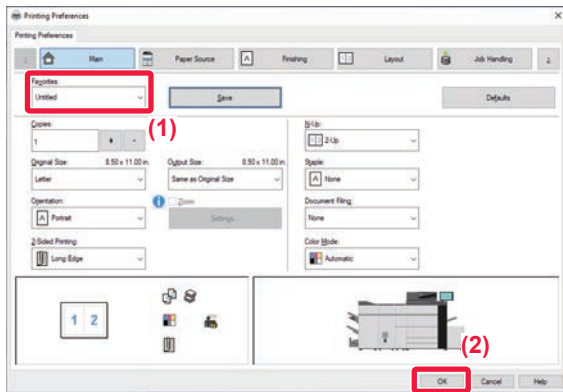 Printing Preferences
Printing Preferences
Main Paper Source Finishing Layout Job Handling
Favorites:
Untitled Save Defaults
(1)
Copies: N-Up:
1 2-Up
Original Size: 8.50 x 11.00 in. Output Size: 8.50 x 11.00 in. Staple:
Letter Same as Original Size None
Orientation: Zoom Document Filing:
Portrait Settings... None
2-Sided Printing: Color Mode:
Long Edge Automatic
1 2
(2)
OK Cancel Help